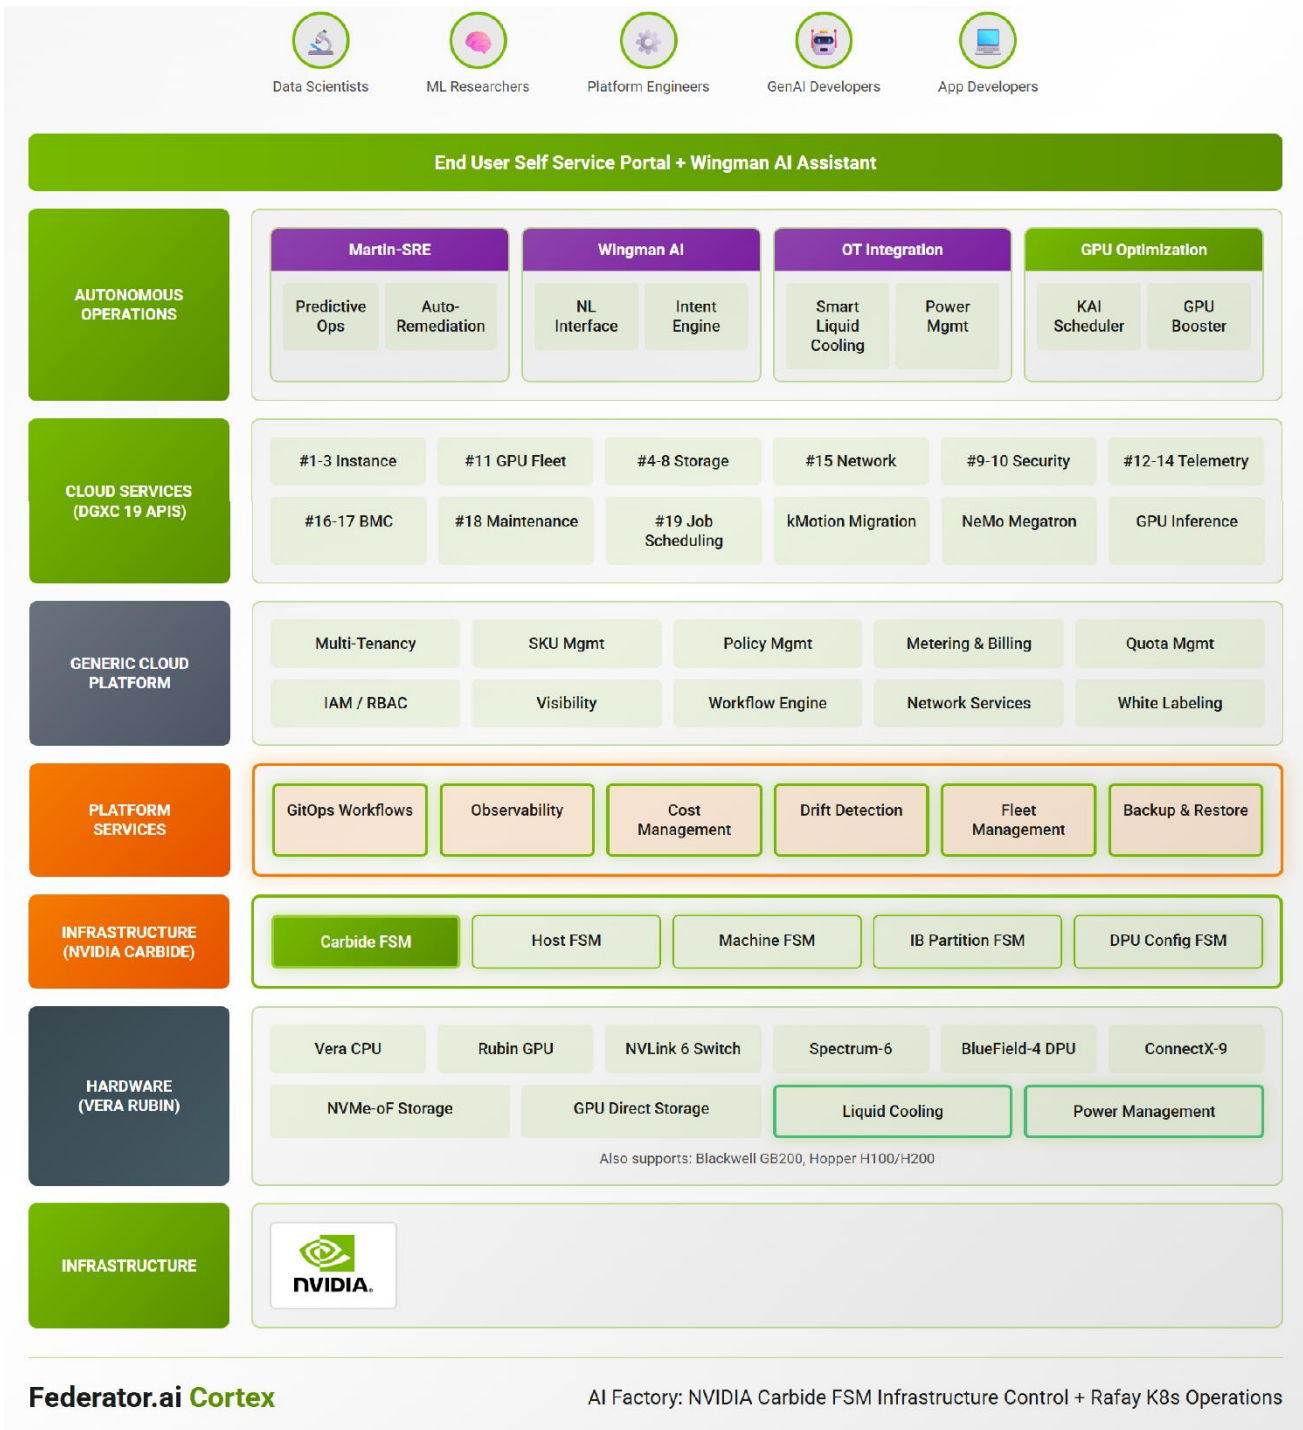 Data Scientists
ML Researchers
Platform Engineers
GenAI Developers
App Developers
End User Self Service Portal + Wingman AI Assistant
AUTONOMOUS
OPERATIONS
Martin-SRE
Predictive
Ops
Auto-
Remediation
Wingman AI
NL
Interface
Intent
Engine
OT Integration
Smart
Liquid
Cooling
Power
Mgmt
GPU Optimization
KAI
Scheduler
GPU
Booster
CLOUD SERVICES
(DGXC 19 APIS)
#1-3 Instance
#11 GPU Fleet
#4-8 Storage
#15 Network
#9-10 Security
#12-14 Telemetry
#16-17 BMC
#18 Maintenance
#19 Job
Scheduling
kMotion Migration
NeMo Megatron
GPU Inference
GENERIC CLOUD
PLATFORM
Multi-Tenancy
SKU Mgmt
Policy Mgmt
Metering & Billing
Quota Mgmt
IAM / RBAC
Visibility
Workflow Engine
Network Services
White Labeling
PLATFORM
SERVICES
GitOps Workflows
Observability
Cost
Management
Drift Detection
Fleet
Management
Backup & Restore
INFRASTRUCTURE
(NVIDIA CARBIDE)
Carbide FSM
Host FSM
Machine FSM
IB Partition FSM
DPU Config FSM
HARDWARE
(VERA RUBIN)
Vera CPU
Rubin GPU
NVLink 6 Switch
Spectrum-6
BlueField-4 DPU
ConnectX-9
NVMe-oF Storage
GPU Direct Storage
Liquid Cooling
Power Management
Also supports: Blackwell GB200, Hopper H100/H200
INFRASTRUCTURE
NVIDIA.
Federator.ai Cortex
AI Factory: NVIDIA Carbide FSM Infrastructure Control + Rafay K8s Operations